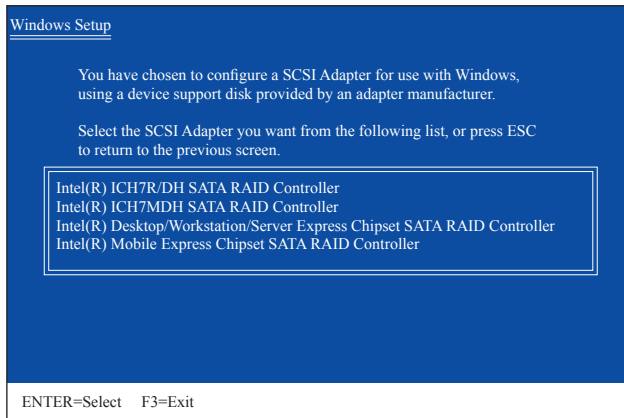 Windows Setup
You have chosen to configure a SCSI Adapter for use with Windows,
using a device support disk provided by an adapter manufacturer.
Select the SCSI Adapter you want from the following list, or press ESC
to return to the previous screen.
Intel(R) ICH7R/DH SATA RAID Controller
Intel(R) ICH7MDH SATA RAID Controller
Intel(R) Desktop/Workstation/Server Express Chipset SATA RAID Controller
Intel(R) Mobile Express Chipset SATA RAID Controller
ENTER=Select F3=Exit